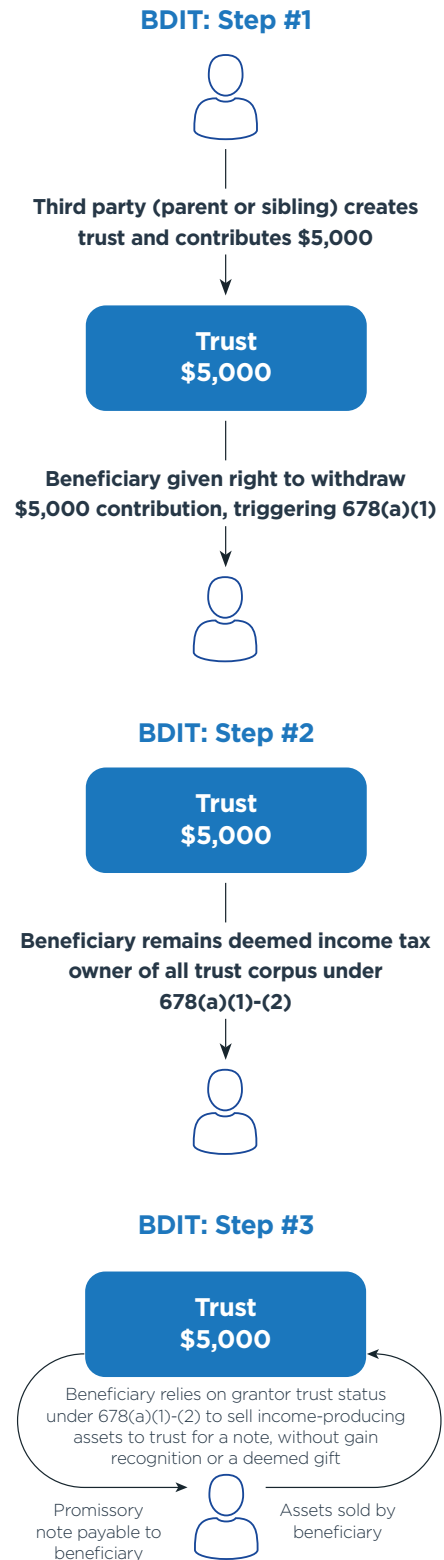 BDIT: Step #1
Third party (parent or sibling) creates
trust and contributes $5,000
Trust
$5,000
Beneficiary given right to withdraw
$5,000 contribution, triggering 678(a)(1)
BDIT: Step #2
Trust
$5,000
Beneficiary remains deemed income tax
owner of all trust corpus under
678(a)(1)-(2)
BDIT: Step #3
Trust
$5,000
Beneficiary relies on grantor trust status
under 678(a)(1)-(2) to sell income-producing
assets to trust for a note, without gain
recognition or a deemed gift
Promissory
note payable to
beneficiary
Assets sold by
beneficiary